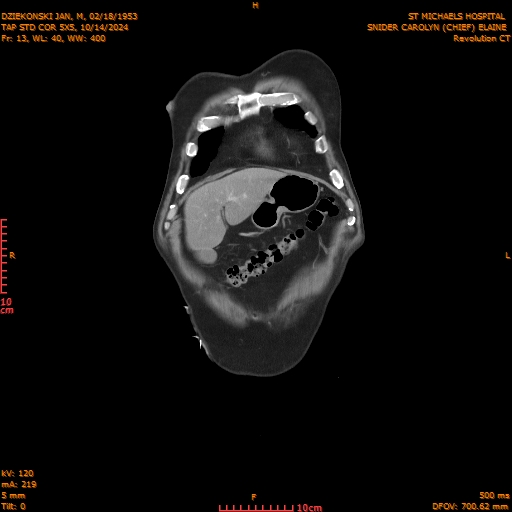 H
DZIEKONSKI JAN, M, 02/18/1953
TAP STD COR 5X5, 10/14/2024
Fr: 13, WL: 40, WW: 400
ST MICHAELS HOSPITAL
SNIDER CAROLYN (CHIEF) ELAINE
Revolution CT
R
L
10
cm
kV: 120
mA: 219
5 mm
Tilt: 0
F
10cm
500 ms
DFOV: 700.62 mm